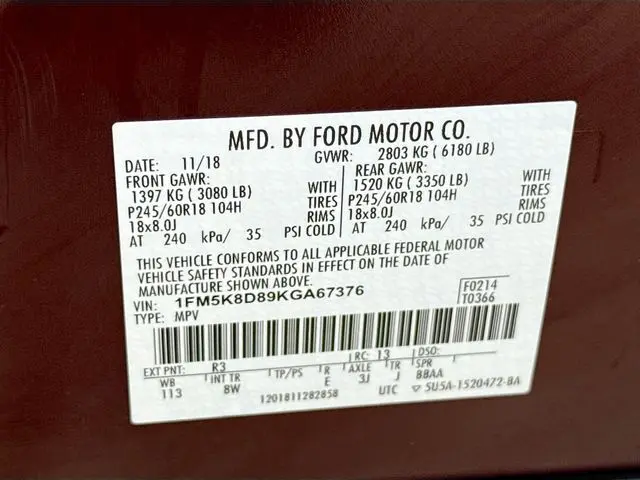 MFD. BY FORD MOTOR CO.
DATE: 11/18 GVWR: 2803 KG ( 6180 LB)
FRONT GAWR: REAR GAWR:
1397 KG ( 3080 LB) WITH 1520 KG ( 3350 LB) WITH
P245/60R18 104H TIRES P245/60R18 104H TIRES
18x8.0J RIMS 18x8.0J RIMS
AT 240 kPa/ 35 PSI COLD AT 240 kPa/ 35 PSI COLD
THIS VEHICLE CONFORMS TO ALL APPLICABLE FEDERAL MOTOR
VEHICLE SAFETY STANDARDS IN EFFECT ON THE DATE OF
MANUFACTURE SHOWN ABOVE.
VIN: 1FM5K8D89KGA67376 F0214
TYPE: MPV T0366
EXT PNT: R3 RC: 13 DSO:
WB INT TR TP/PS R AXLE TR SPR
113 8W E 3J J BBAA
1201811282858 UTC ▽ 5U5A-1520472-BA